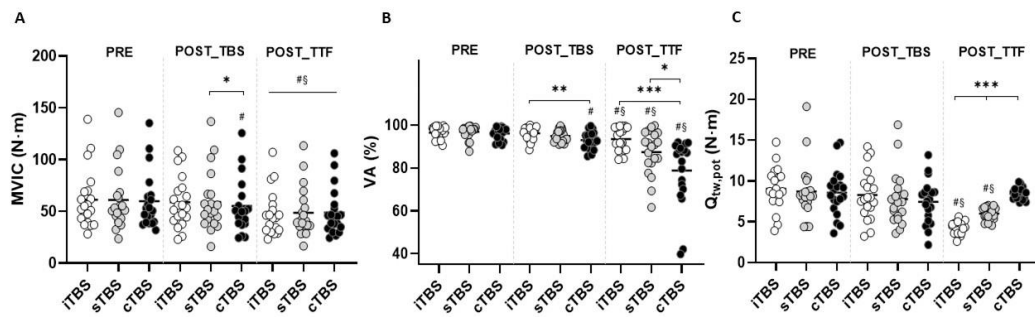 A
PRE POST_TBS POST_TTF
MVIC (N·m)
200
150
100
50
0
*
#
#§
iTBS sTBS cTBS iTBS sTBS cTBS iTBS sTBS cTBS
B
PRE POST_TBS POST_TTF
VA (%)
100
80
60
40
**
#
*
***
#§ #§ #§
iTBS sTBS cTBS iTBS sTBS cTBS iTBS sTBS cTBS
C
PRE POST_TBS POST_TTF
Qtw,pot (N·m)
25
20
15
10
5
0
***
#§ #§
iTBS sTBS cTBS iTBS sTBS cTBS iTBS sTBS cTBS